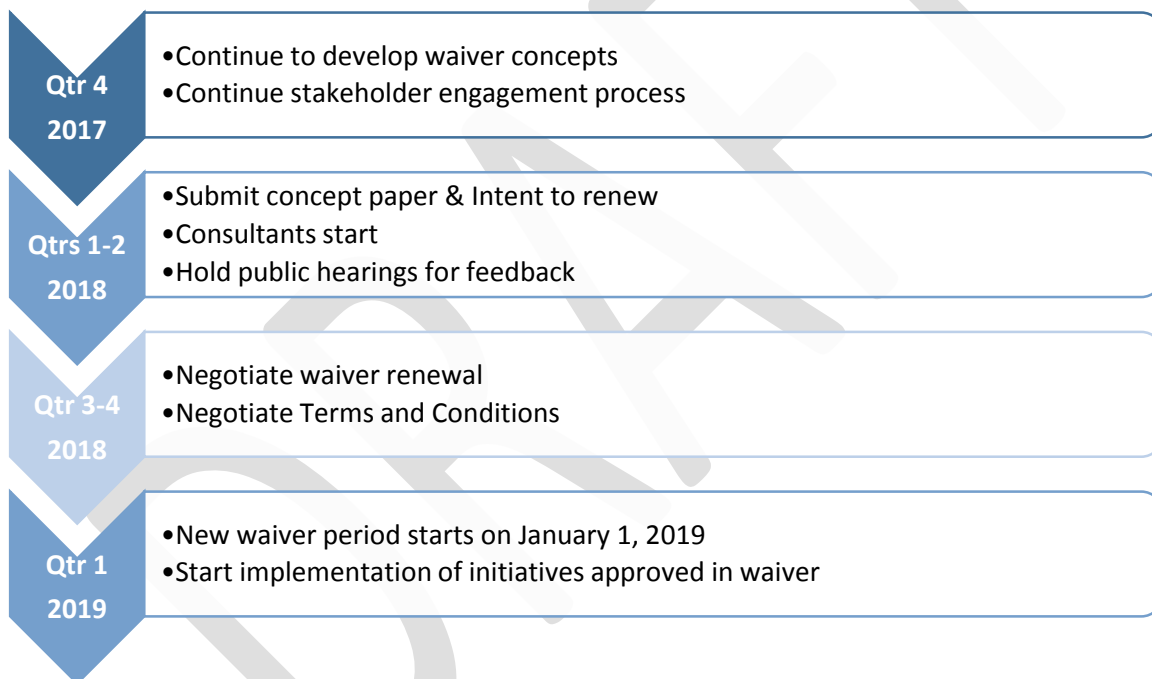 Qtr 4
2017
•Continue to develop waiver concepts
•Continue stakeholder engagement process
Qtrs 1-2
2018
•Submit concept paper & Intent to renew
•Consultants start
•Hold public hearings for feedback
Qtr 3-4
2018
•Negotiate waiver renewal
•Negotiate Terms and Conditions
Qtr 1
2019
•New waiver period starts on January 1, 2019
•Start implementation of initiatives approved in waiver
DRAFT